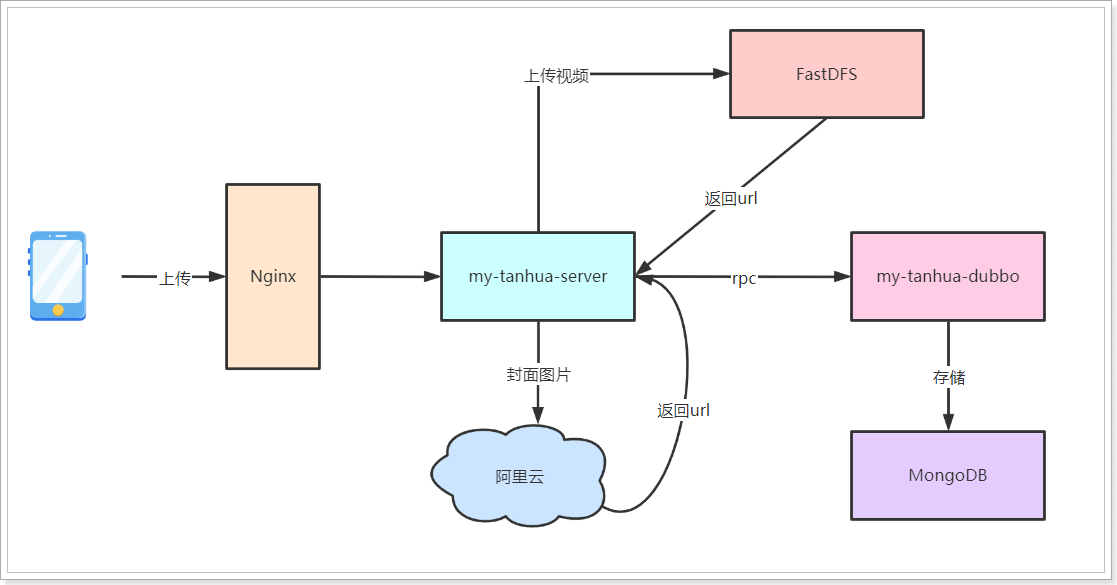 上传视频
FastDFS
返回url
上传
Nginx
my-tanhua-server
rpc
my-tanhua-dubbo
封面图片
存储
返回url
阿里云
MongoDB